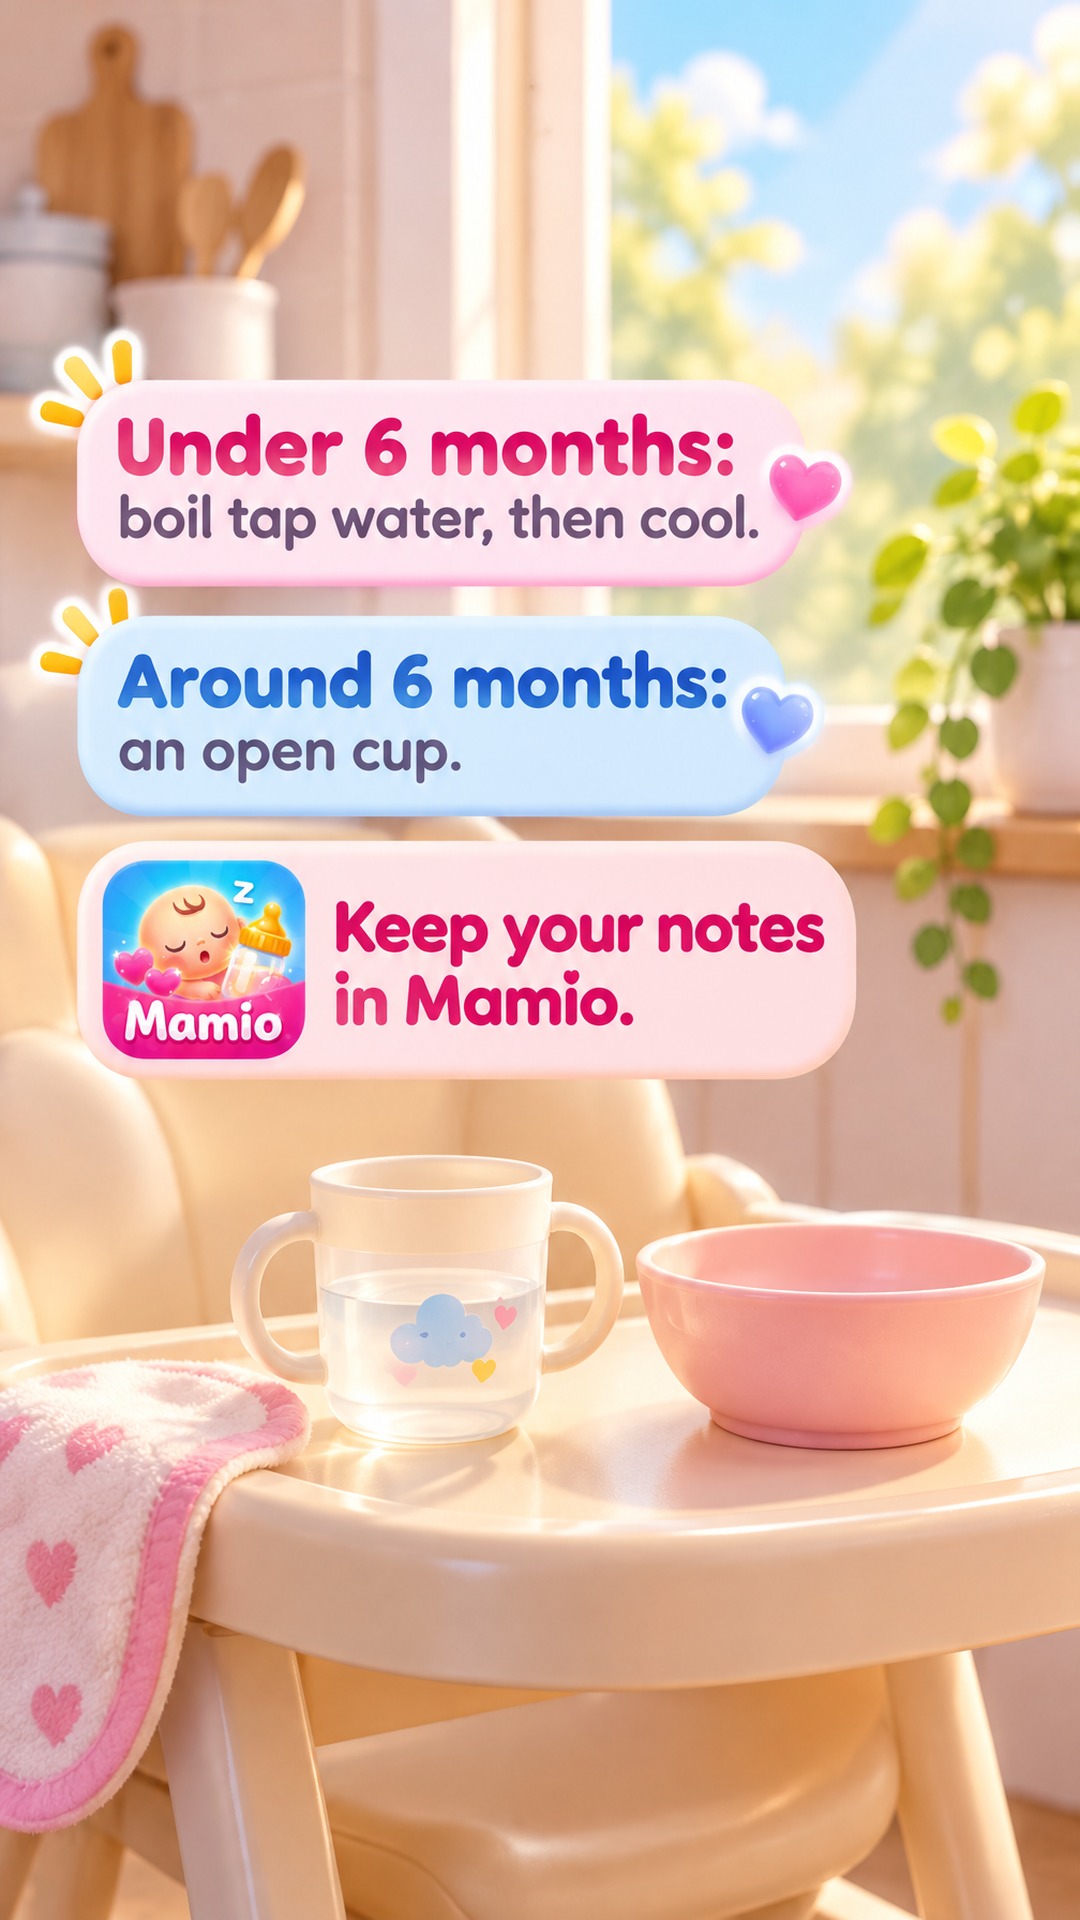 Under 6 months:
boil tap water, then cool.
Around 6 months:
an open cup.
Z
Mamio
Keep your notes
in Mamio.